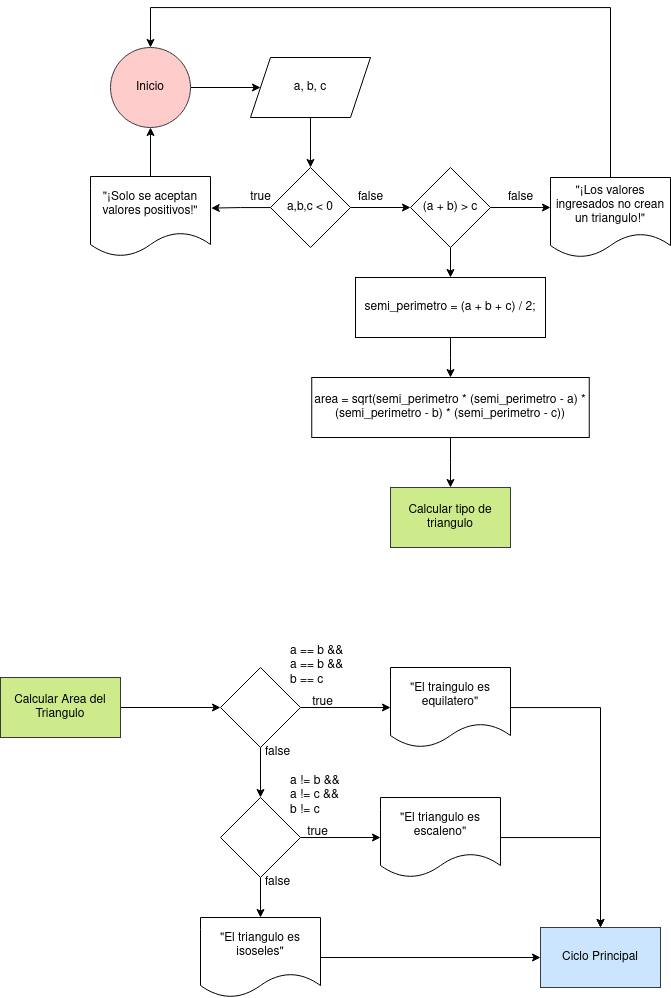 Inicio
a, b, c
"¡Solo se aceptan
valores positivos!"
true
a,b,c < 0
false
(a + b) > c
false
"¡Los valores
ingresados no crean
un triangulo!"
semi_perimetro = (a + b + c) / 2;
area = sqrt(semi_perimetro * (semi_perimetro - a) *
(semi_perimetro - b) * (semi_perimetro - c))
Calcular tipo de
triangulo
Calcular Area del
Triangulo
a == b &&
a == b &&
b == c
true
"El traingulo es
equilatero"
false
a != b &&
a != c &&
b != c
true
"El triangulo es
escaleno"
false
"El triangulo es
isoseles"
Ciclo Principal